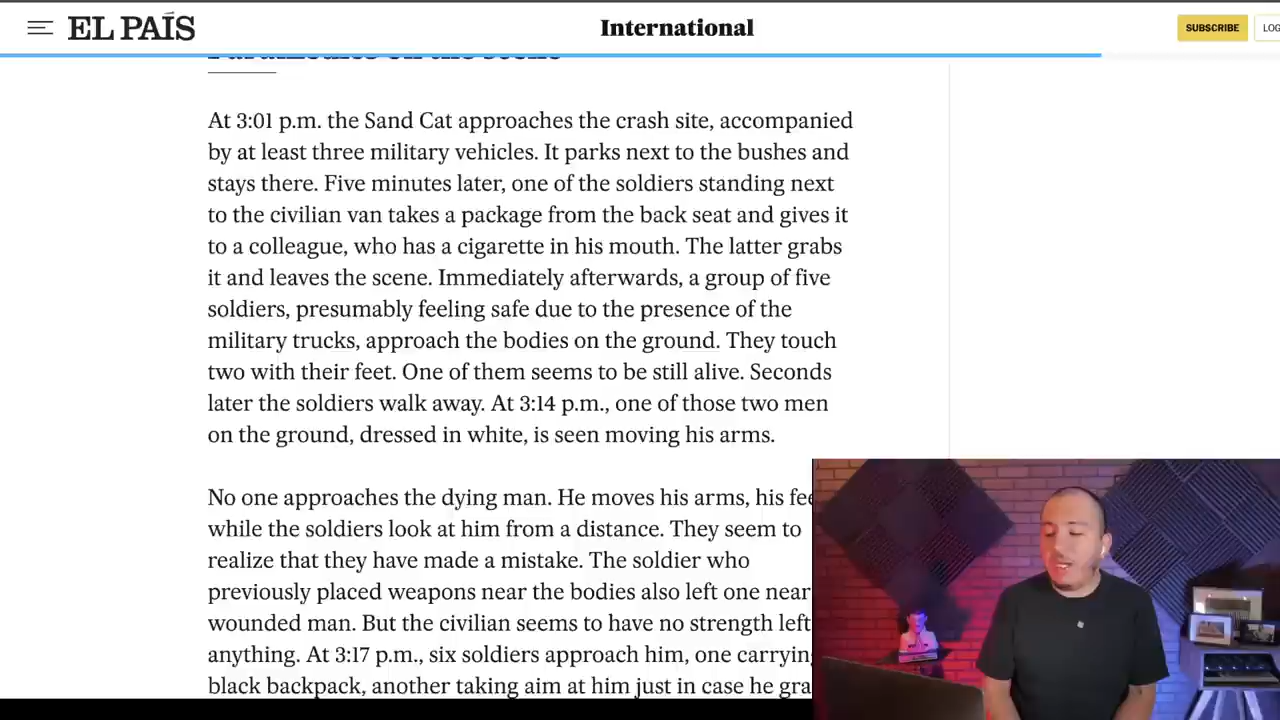 EL PAÍS
International
SUBSCRIBE
LOG
Paramedics on the scene
At 3:01 p.m. the Sand Cat approaches the crash site, accompanied
by at least three military vehicles. It parks next to the bushes and
stays there. Five minutes later, one of the soldiers standing next
to the civilian van takes a package from the back seat and gives it
to a colleague, who has a cigarette in his mouth. The latter grabs
it and leaves the scene. Immediately afterwards, a group of five
soldiers, presumably feeling safe due to the presence of the
military trucks, approach the bodies on the ground. They touch
two with their feet. One of them seems to be still alive. Seconds
later the soldiers walk away. At 3:14 p.m., one of those two men
on the ground, dressed in white, is seen moving his arms.
No one approaches the dying man. He moves his arms, his fee
while the soldiers look at him from a distance. They seem to
realize that they have made a mistake. The soldier who
previously placed weapons near the bodies also left one near
wounded man. But the civilian seems to have no strength left
anything. At 3:17 p.m., six soldiers approach him, one carrying
black backpack, another taking aim at him just in case he gra